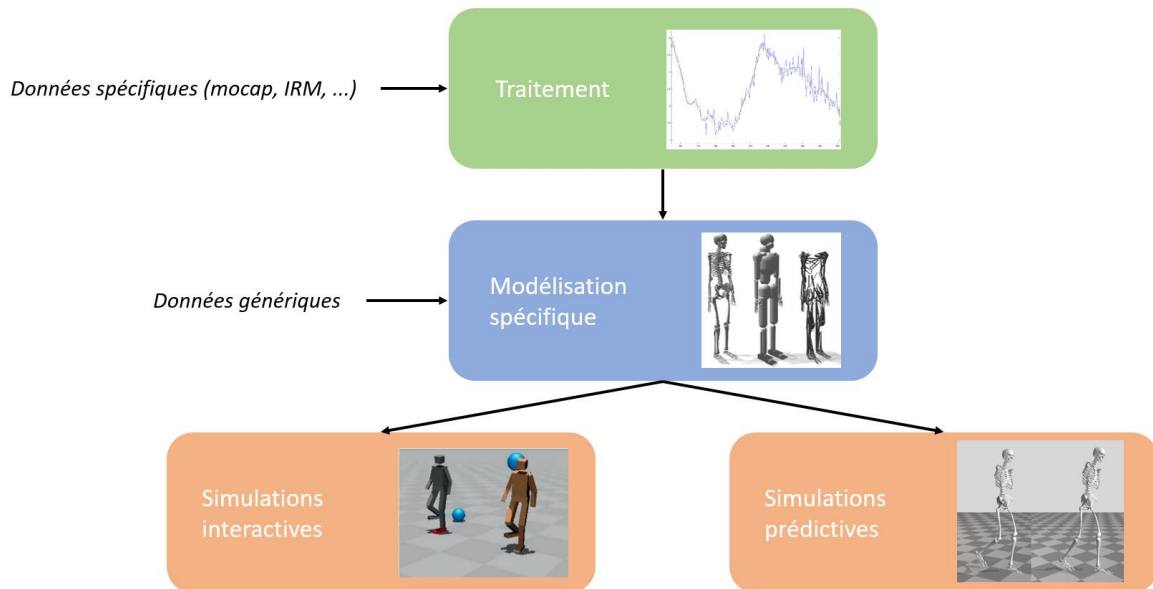 Données spécifiques (mocap, IRM, ...)
Traitement
Données génériques
Modélisation
spécifique
Simulations
interactives
Simulations
prédictives